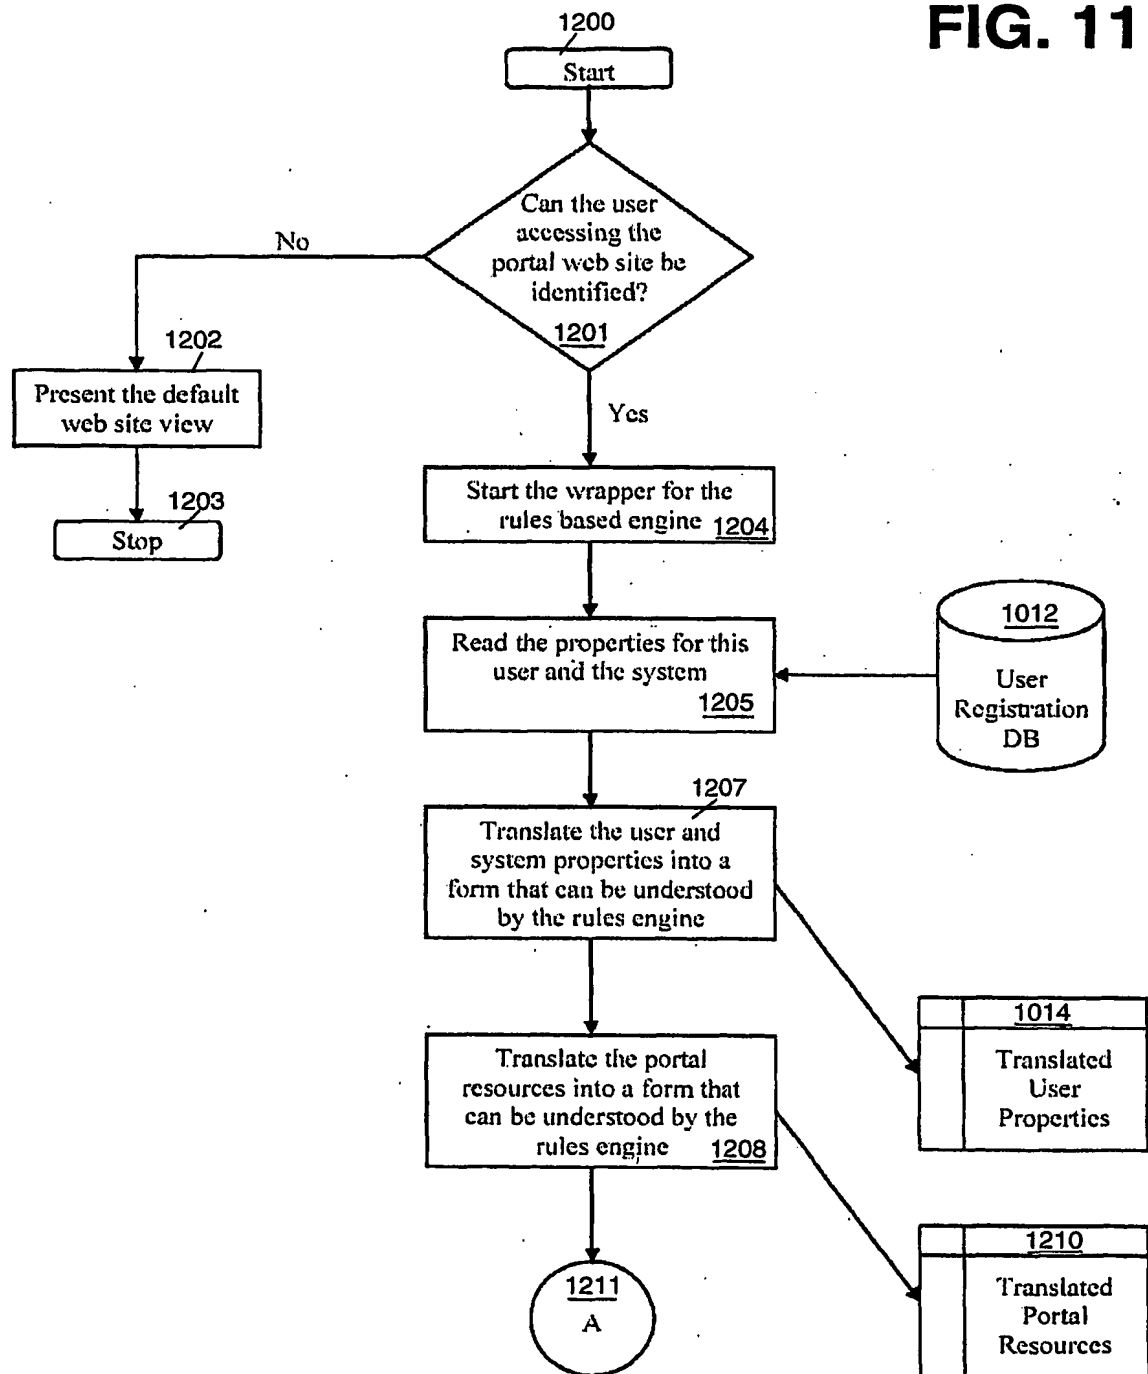 FIG. 11
1200
Start
Can the user
accessing the
portal web site be
identified?
1201
No
Yes
1202
Present the default
web site view
1203
Stop
Start the wrapper for the
rules based engine 1204
Read the properties for this
user and the system
1205
1012
User
Registration
DB
1207
Translate the user and
system properties into a
form that can be understood
by the rules engine
1014
Translated
User
Properties
Translate the portal
resources into a form that
can be understood by the
rules engine 1208
1210
Translated
Portal
Resources
1211
A